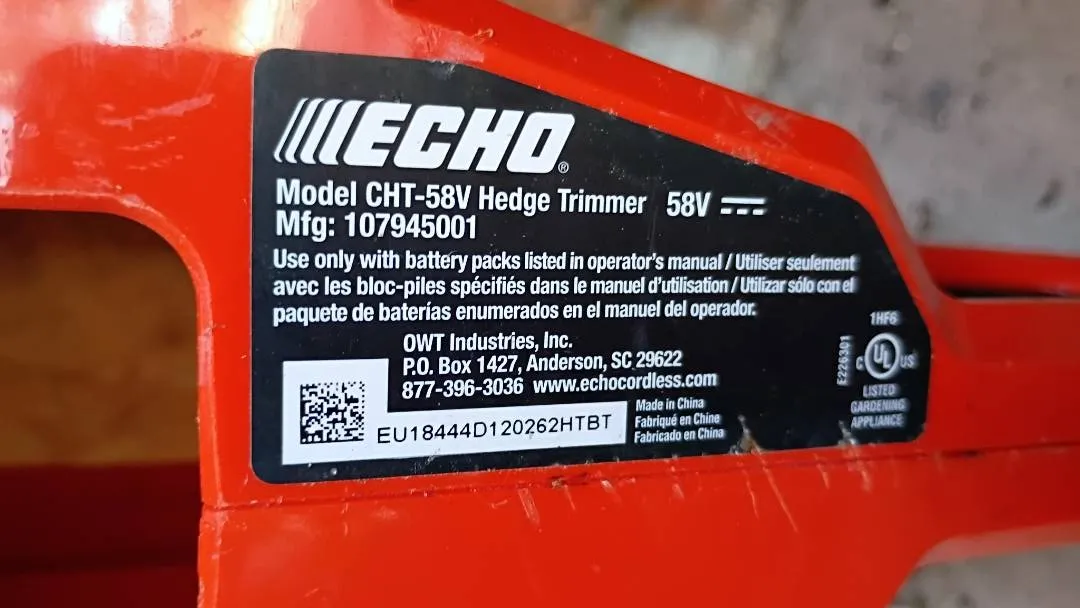 ECHO®
Model CHT-58V Hedge Trimmer 58V
Mfg: 107945001
Use only with battery packs listed in operator's manual / Utiliser seulement
avec les bloc-piles spécifiés dans le manuel d'utilisation / Utilizar sólo con el
paquete de baterías enumerados en el manual del operador.
OWT Industries, Inc.
P.O. Box 1427, Anderson, SC 29622
877-396-3036 www.echocordless.com
EU18444D120262HTBT
Made in China
Fabriqué en Chine
Fabricado en China
1HF6
E226301
C UL US
LISTED
GARDENING
APPLIANCE